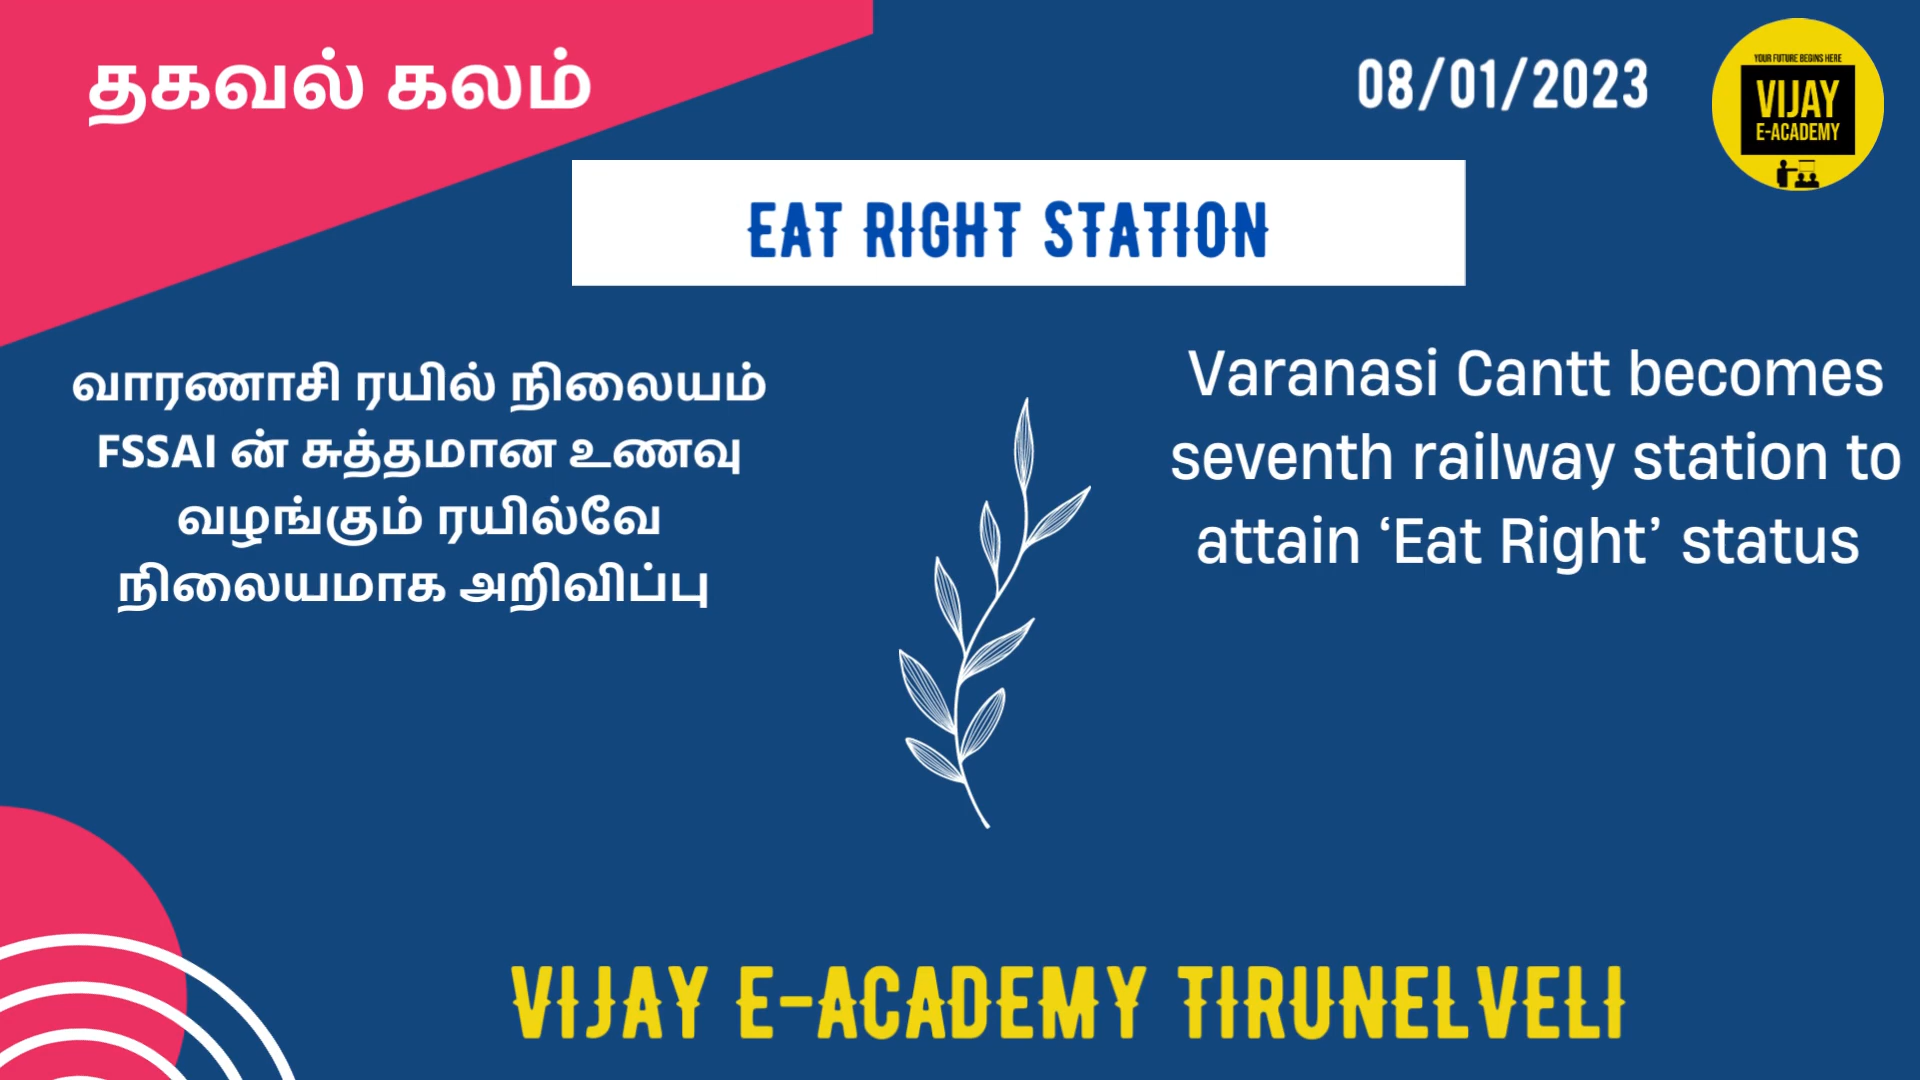 தகவல் கலம்
08/01/2023
YOUR FUTURE BEGINS HERE
VIJAY
E-ACADEMY
EAT RIGHT STATION
வாரணாசி ரயில் நிலையம்
FSSAI ன் சுத்தமான உணவு
வழங்கும் ரயில்வே
நிலையமாக அறிவிப்பு
Varanasi Cantt becomes
seventh railway station to
attain ‘Eat Right’ status
VIJAY E-ACADEMY TIRUNELVELI